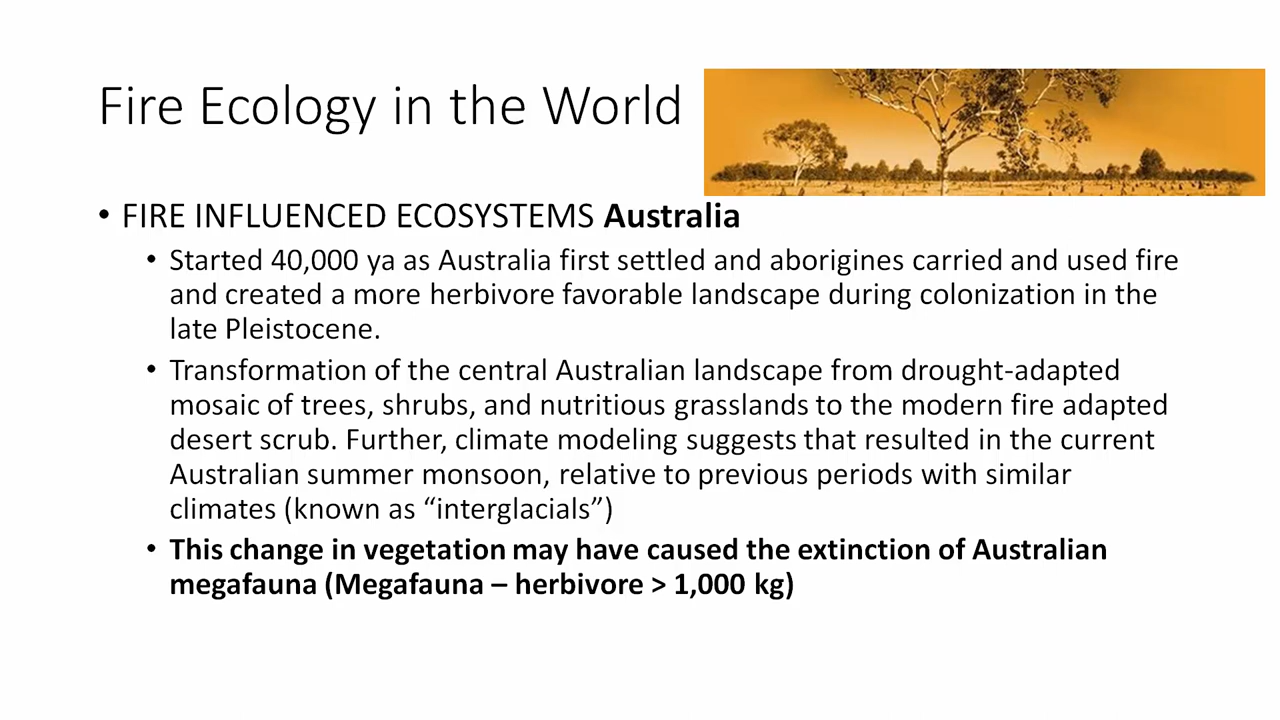 Fire Ecology in the World
• FIRE INFLUENCED ECOSYSTEMS Australia
• Started 40,000 ya as Australia first settled and aborigines carried and used fire
and created a more herbivore favorable landscape during colonization in the
late Pleistocene.
• Transformation of the central Australian landscape from drought-adapted
mosaic of trees, shrubs, and nutritious grasslands to the modern fire adapted
desert scrub. Further, climate modeling suggests that resulted in the current
Australian summer monsoon, relative to previous periods with similar
climates (known as “interglacials”)
• This change in vegetation may have caused the extinction of Australian
megafauna (Megafauna – herbivore > 1,000 kg)